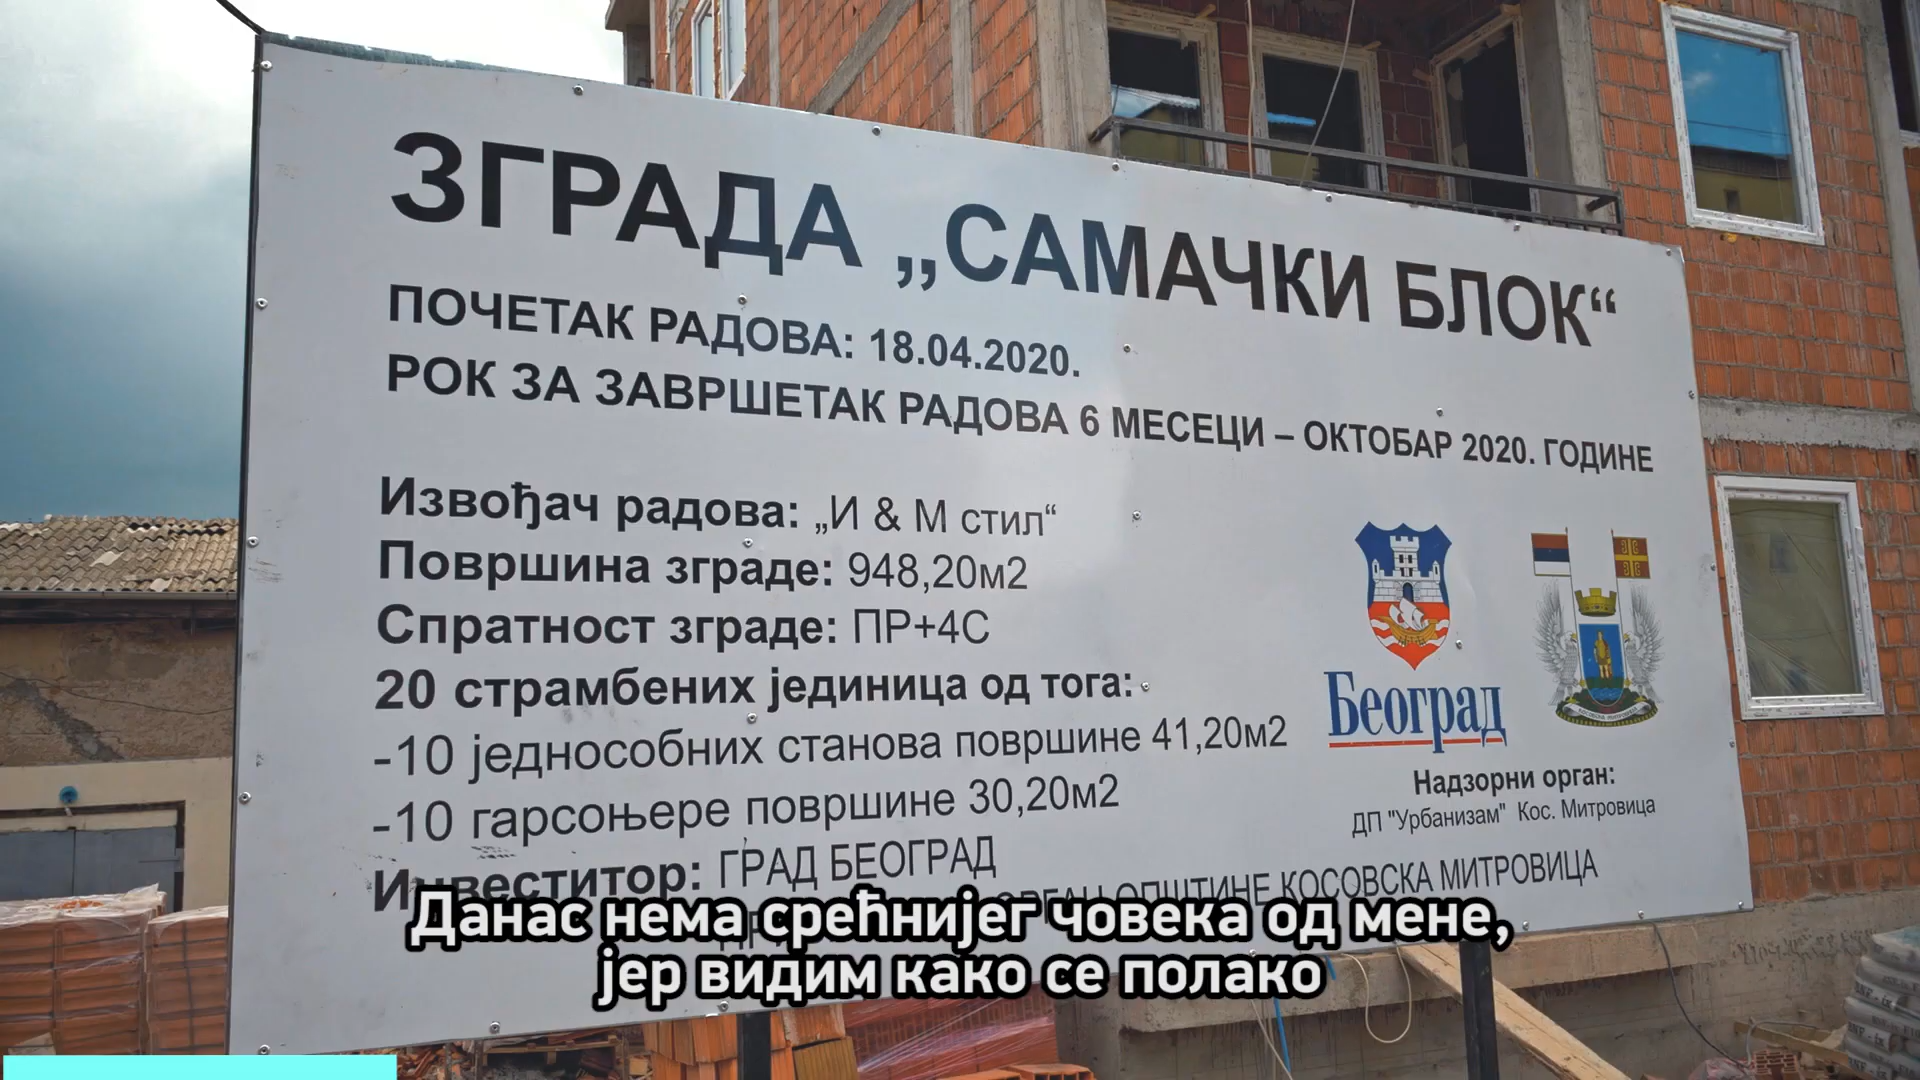 ЗГРАДА „САМАЧКИ БЛОК“
ПОЧЕТАК РАДОВА: 18.04.2020.
РОК ЗА ЗАВРШЕТАК РАДОВА 6 МЕСЕЦИ – ОКТОБАР 2020. ГОДИНЕ
Извођач радова: „И & М стил“
Површина зграде: 948,20м2
Спратност зграде: ПР+4С
20 страмбених јединица од тога:
-10 једнособних станова површине 41,20м2
-10 гарсоњере површине 30,20м2
Инвеститор: ГРАД БЕОГРАД
ОРГАН ОПШТИНЕ КОСОВСКА МИТРОВИЦА
Београд
Надзорни орган:
ДП "Урбанизам" Кос. Митровица
Данас нема срећнијег човека од мене,
јер видим како се полако